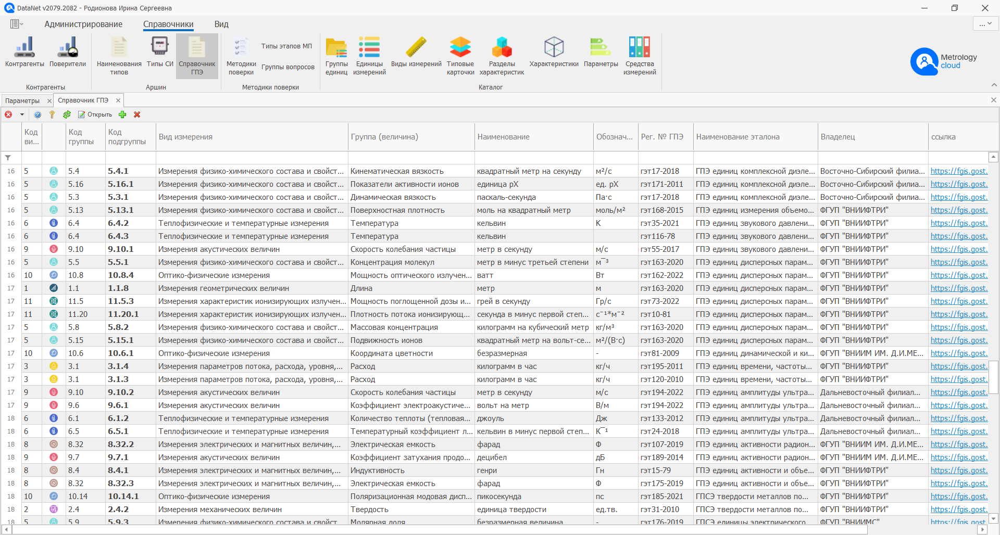 DataNet v2079.2082 - Родионова Ирина Сергеевна
Администрирование Справочники Вид
...
Контрагенты Поверители Наименования типов Типы СИ Справочник ГПЭ Методики поверки Типы этапов МП Группы вопросов Группы единиц Единицы измерений Виды измерений Типовые карточки Разделы характеристик Характеристики Параметры Средства измерений
Metrology
cloud
Контрагенты Аршин Методики поверки Каталог
Параметры Справочник ГПЭ
Открыть
Код ви... Код группы Код подгруппы Вид измерения Группа (величина) Наименование Обознач... Рег. № ГПЭ Наименование эталона Владелец ссылка
16 5 5.4 5.4.1 Измерения физико-химического состава и свойст... Кинематическая вязкость квадратный метр на секунду м²/с гэт17-2018 ГПЭ единиц комплексной диэле... Восточно-Сибирский филиа... https://fgis.gost.
16 5 5.16 5.16.1 Измерения физико-химического состава и свойст... Показатели активности ионов единица рХ ед. рХ гэт171-2011 ГПЭ единиц комплексной диэле... Восточно-Сибирский филиа... https://fgis.gost.
16 5 5.3 5.3.1 Измерения физико-химического состава и свойст... Динамическая вязкость паскаль-секунда Па·с гэт17-2018 ГПЭ единиц комплексной диэле... Восточно-Сибирский филиа... https://fgis.gost.
16 5 5.13 5.13.1 Измерения физико-химического состава и свойст... Поверхностная плотность моль на квадратный метр моль/м² гэт168-2015 ГПЭ единиц измерения объемо... ФГУП "ВНИИФТРИ" https://fgis.gost.
16 6 6.4 6.4.2 Теплофизические и температурные измерения Температура кельвин К гэт35-2021 ГПЭ единиц звукового давлени... ФГУП "ВНИИФТРИ" https://fgis.gost.
16 6 6.4 6.4.3 Теплофизические и температурные измерения Температура кельвин гэт116-78 ГПЭ единиц звукового давлени... ФГУП "ВНИИФТРИ" https://fgis.gost.
16 9 9.10 9.10.1 Измерения акустических величин Скорость колебания частицы метр в секунду м/с гэт55-2017 ГПЭ единиц звукового давлени... ФГУП "ВНИИФТРИ" https://fgis.gost.
16 5 5.5 5.5.1 Измерения физико-химического состава и свойст... Концентрация молекул метр в минус третьей степени м⁻³ гэт163-2020 ГПЭ единиц дисперсных парам... ФГУП "ВНИИФТРИ" https://fgis.gost.
16 10 10.8 10.8.4 Оптико-физические измерения Мощность оптического излучен... ватт Вт гэт162-2022 ГПЭ единиц дисперсных парам... ФГУП "ВНИИФТРИ" https://fgis.gost.
17 1 1.1 1.1.8 Измерения геометрических величин Длина метр м гэт163-2020 ГПЭ единиц дисперсных парам... ФГУП "ВНИИФТРИ" https://fgis.gost.
17 11 11.5 11.5.3 Измерения характеристик ионизирующих излучен... Мощность поглощенной дозы и... грей в секунду Гр/с гэт73-2022 ГПЭ единиц дисперсных парам... ФГУП "ВНИИФТРИ" https://fgis.gost.
17 11 11.20 11.20.1 Измерения характеристик ионизирующих излучен... Плотность потока ионизирующ... секунда в минус первой степ... с⁻¹*м⁻² гэт10-81 ГПЭ единиц дисперсных парам... ФГУП "ВНИИФТРИ" https://fgis.gost.
17 5 5.8 5.8.2 Измерения физико-химического состава и свойст... Массовая концентрация килограмм на кубический метр кг/м³ гэт163-2020 ГПЭ единиц дисперсных парам... ФГУП "ВНИИФТРИ" https://fgis.gost.
17 5 5.15 5.15.1 Измерения физико-химического состава и свойст... Подвижность ионов квадратный метр на вольт-се... м²/(В·с) гэт163-2020 ГПЭ единиц дисперсных парам... ФГУП "ВНИИФТРИ" https://fgis.gost.
17 10 10.6 10.6.1 Оптико-физические измерения Координата цветности безразмерная - гэт81-2009 ГПЭ единиц динамической и ки... ФГУП "ВНИИМ ИМ. Д.И.МЕ... https://fgis.gost.
17 3 3.1 3.1.4 Измерения параметров потока, расхода, уровня,... Расход килограмм в час кг/ч гэт195-2011 ГПЭ единиц времени, частоты... ФГУП "ВНИИФТРИ" https://fgis.gost.
17 3 3.1 3.1.3 Измерения параметров потока, расхода, уровня,... Расход килограмм в час кг/ч гэт120-2010 ГПЭ единиц времени, частоты... ФГУП "ВНИИФТРИ" https://fgis.gost.
17 9 9.10 9.10.2 Измерения акустических величин Скорость колебания частицы метр в секунду м/с гэт194-2022 ГПЭ единиц амплитуды ультра... Дальневосточный филиал... https://fgis.gost.
17 9 9.6 9.6.1 Измерения акустических величин Коэффициент электроакустиче... вольт на метр В/м гэт194-2022 ГПЭ единиц амплитуды ультра... Дальневосточный филиал... https://fgis.gost.
18 6 6.1 6.1.2 Теплофизические и температурные измерения Количество теплоты (тепловая... джоуль Дж гэт133-2012 ГПЭ единиц амплитуды ультра... Дальневосточный филиал... https://fgis.gost.
18 6 6.5 6.5.1 Теплофизические и температурные измерения Температурный коэффициент л... кельвин в минус первой степ... К⁻¹ гэт24-2018 ГПЭ единиц амплитуды ультра... Дальневосточный филиал... https://fgis.gost.
18 8 8.32 8.32.2 Измерения электрических и магнитных величин,... Электрическая емкость фарад Ф гэт107-2019 ГПЭ единиц активности радион... ФГУП "ВНИИМ ИМ. Д.И.МЕ... https://fgis.gost.
18 9 9.7 9.7.1 Измерения акустических величин Коэффициент затухания продо... децибел дБ гэт189-2014 ГПЭ единиц активности радион... ФГУП "ВНИИМ ИМ. Д.И.МЕ... https://fgis.gost.
18 8 8.4 8.4.1 Измерения электрических и магнитных величин,... Индуктивность генри Гн гэт15-79 ГПЭ единиц активности и объе... ФГУП "ВНИИФТРИ" https://fgis.gost.
18 8 8.32 8.32.3 Измерения электрических и магнитных величин,... Электрическая емкость фарад Ф гэт175-2019 ГПЭ единиц активности и объе... ФГУП "ВНИИФТРИ" https://fgis.gost.
18 10 10.14 10.14.1 Оптико-физические измерения Поляризационная модовая дисп... пикосекунда пс гэт185-2021 ГПСЭ твердости металлов по... ФГУП "ВНИИФТРИ" https://fgis.gost.
18 2 2.4 2.4.2 Измерения механических величин Твердость единица твердости ед.тв. гэт31-2010 ГПСЭ твердости металлов по... ФГУП "ВНИИФТРИ" https://fgis.gost.
18 5 5.9 5.9.3 Измерения физико-химического состава и свойст... Молярная доля безразмерная величина - гэт176-2019 ГПСЭ единицы электрического... ФГУП "ВНИИМС" https://fgis.gost.